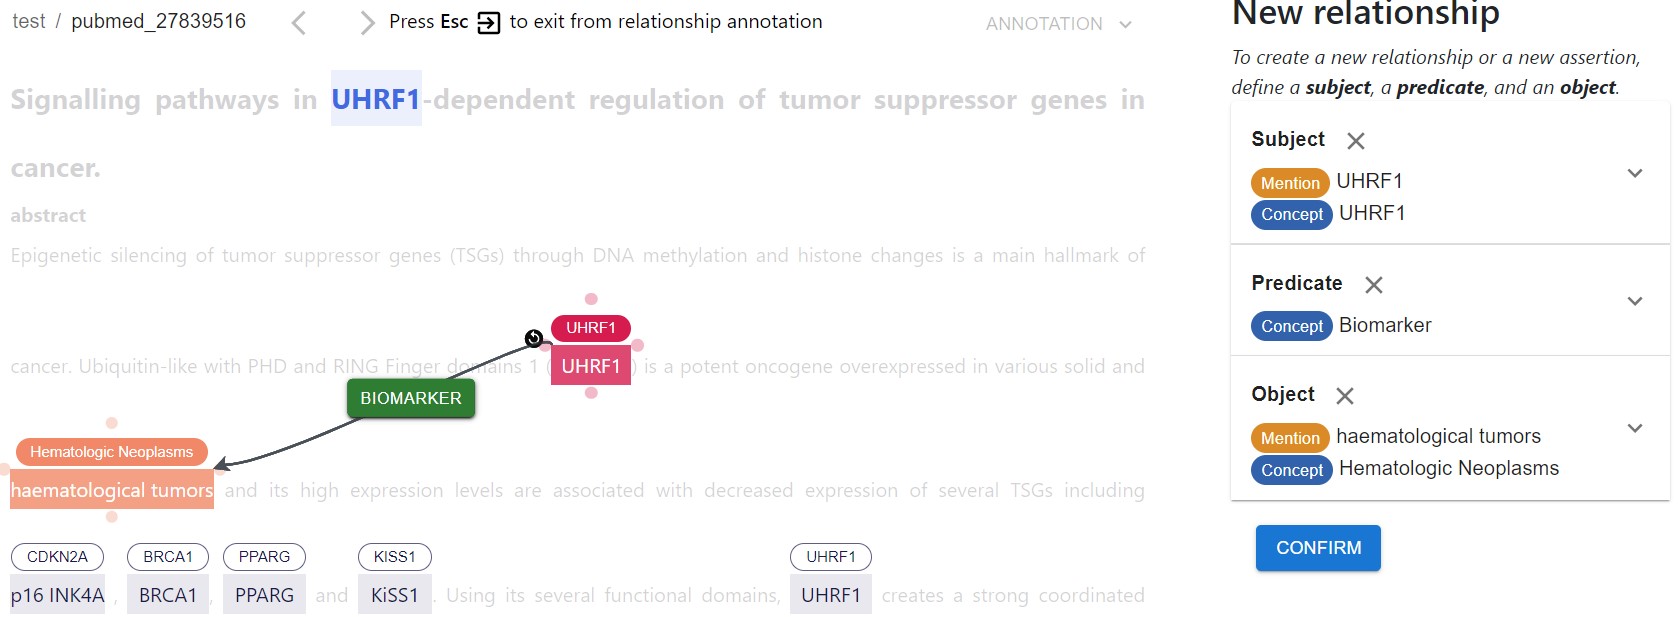 test / pubmed_27839516
Press Esc to exit from relationship annotation
ANNOTATION
Signalling pathways in UHRF1-dependent regulation of tumor suppressor genes in
cancer.
abstract
Epigenetic silencing of tumor suppressor genes (TSGs) through DNA methylation and histone changes is a main hallmark of
UHRF1
cancer. Ubiquitin-like with PHD and RING Finger domains 1 ( UHRF1 ) is a potent oncogene overexpressed in various solid and
BIOMARKER
Hematologic Neoplasms
haematological tumors and its high expression levels are associated with decreased expression of several TSGs including
CDKN2A BRCA1 PPARG KISS1 UHRF1
p16 INK4A , BRCA1 , PPARG and KiSS1 . Using its several functional domains, UHRF1 creates a strong coordinated
New relationship
To create a new relationship or a new assertion,
define a subject, a predicate, and an object.
Subject
Mention UHRF1
Concept UHRF1
Predicate
Concept Biomarker
Object
Mention haematological tumors
Concept Hematologic Neoplasms
CONFIRM